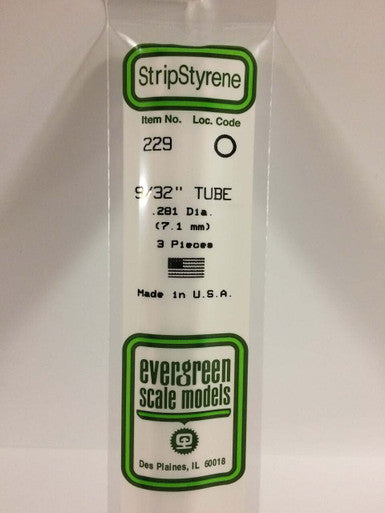 StripStyrene
Item No. Loc. Code
229 O
9/32" TUBE
.281 Dia.
(7.1 mm)
3 Pieces
Made in U.S.A.
evergreen
scale models
Des Plaines, IL 60018